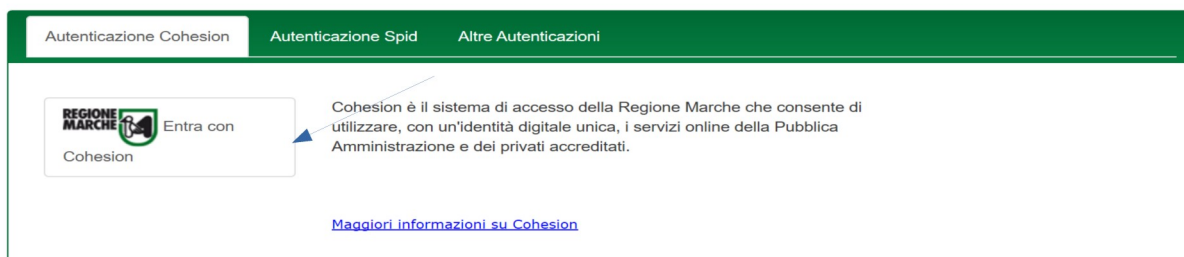 Autenticazione Cohesion Autenticazione Spid Altre Autenticazioni
REGIONE
MARCHE Entra con
Cohesion
Cohesion è il sistema di accesso della Regione Marche che consente di
utilizzare, con un'identità digitale unica, i servizi online della Pubblica
Amministrazione e dei privati accreditati.
Maggiori informazioni su Cohesion